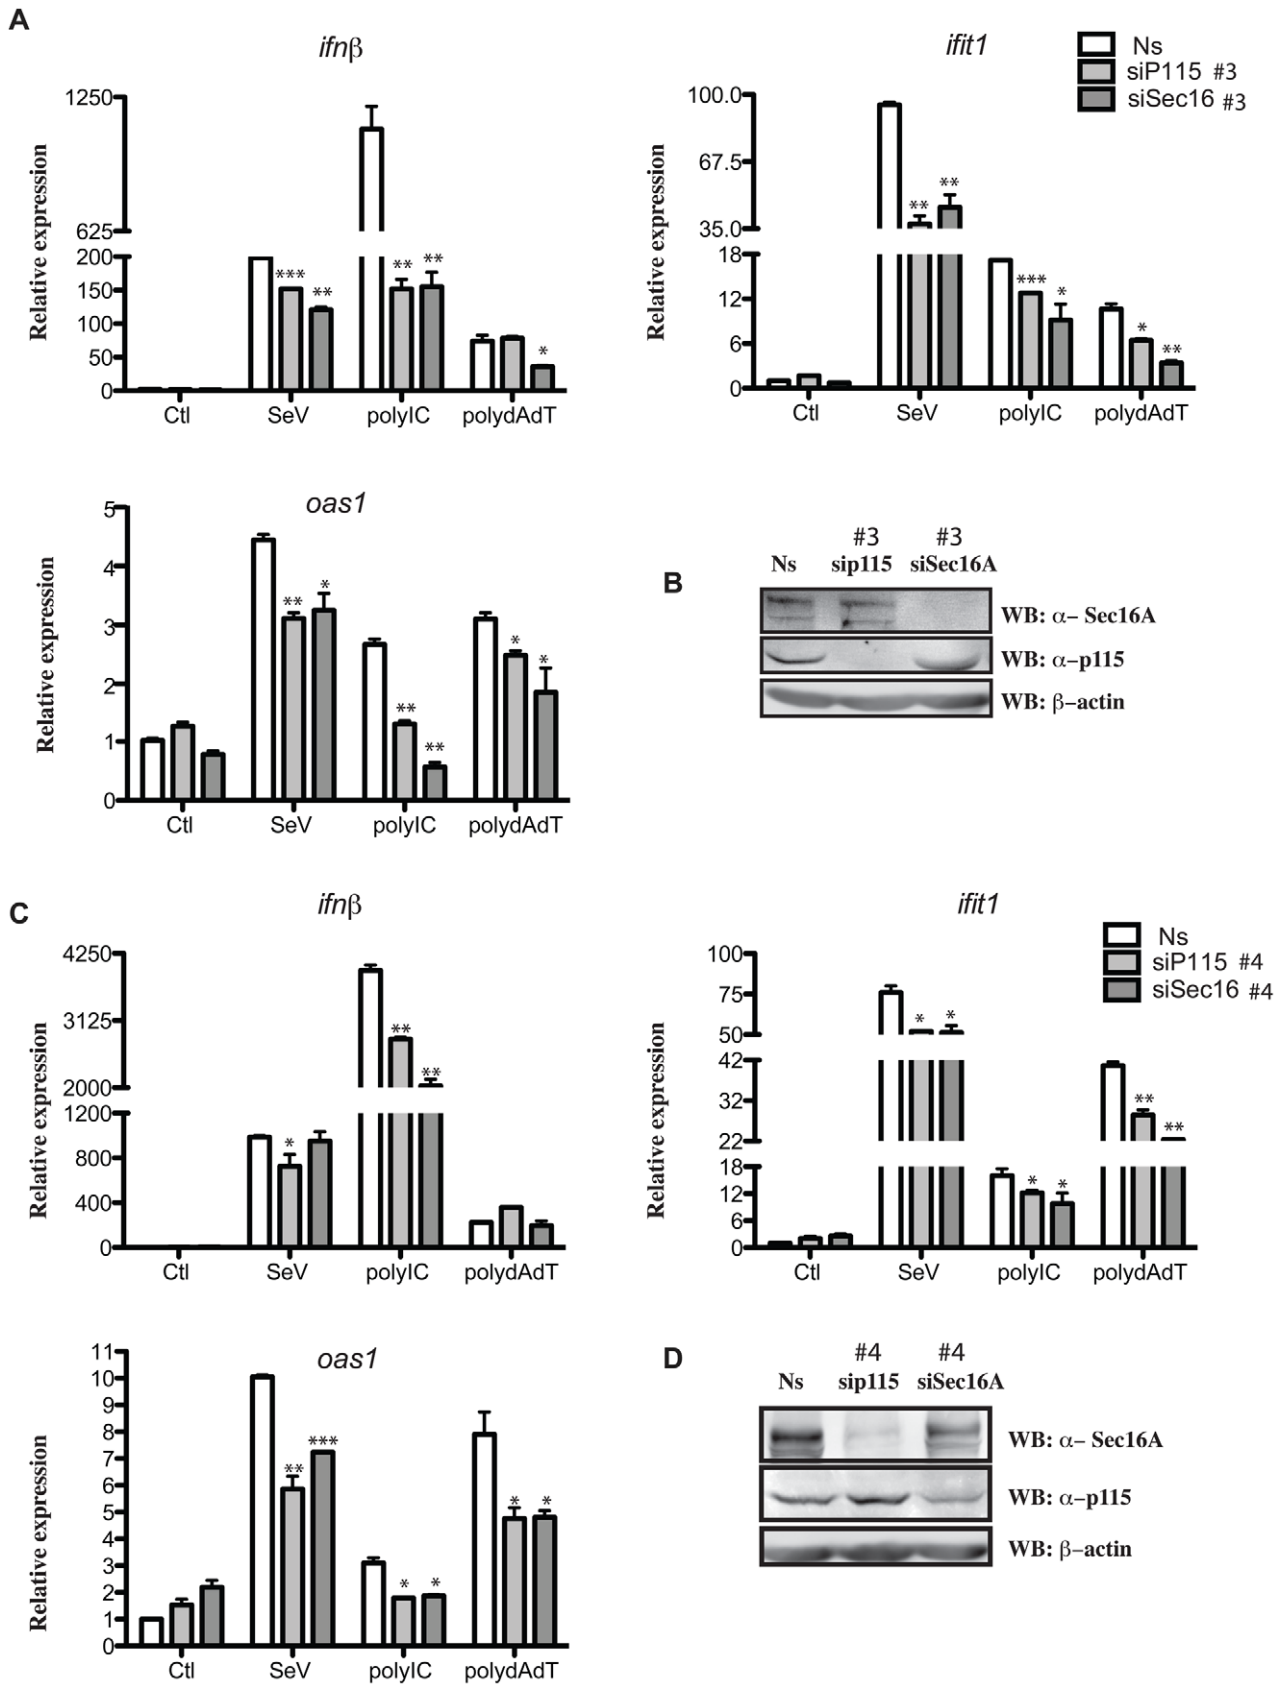 A
ifnβ
Relative expression
1250
625
200
150
100
50
0
*** ** ** ** *
Ctl SeV polyIC polydAdT
ifit1
Ns
siP115 #3
siSec16 #3
Relative expression
100.0
67.5
35.0
18
12
6
0
** ** *** * * **
Ctl SeV polyIC polydAdT
oas1
Relative expression
5
4
3
2
1
0
** * ** ** * *
Ctl SeV polyIC polydAdT
B
#3 #3
Ns sip115 siSec16A
WB: α– Sec16A
WB: α–p115
WB: β–actin
C
ifnβ
Relative expression
4250
3125
2000
1200
800
400
0
* ** **
Ctl SeV polyIC polydAdT
ifit1
Ns
siP115 #4
siSec16 #4
Relative expression
100
75
50
42
32
22
18
12
6
0
* * * * ** **
Ctl SeV polyIC polydAdT
oas1
Relative expression
11
10
9
8
7
6
5
4
3
2
1
0
** *** * * * *
Ctl SeV polyIC polydAdT
D
#4 #4
Ns sip115 siSec16A
WB: α– Sec16A
WB: α–p115
WB: β–actin